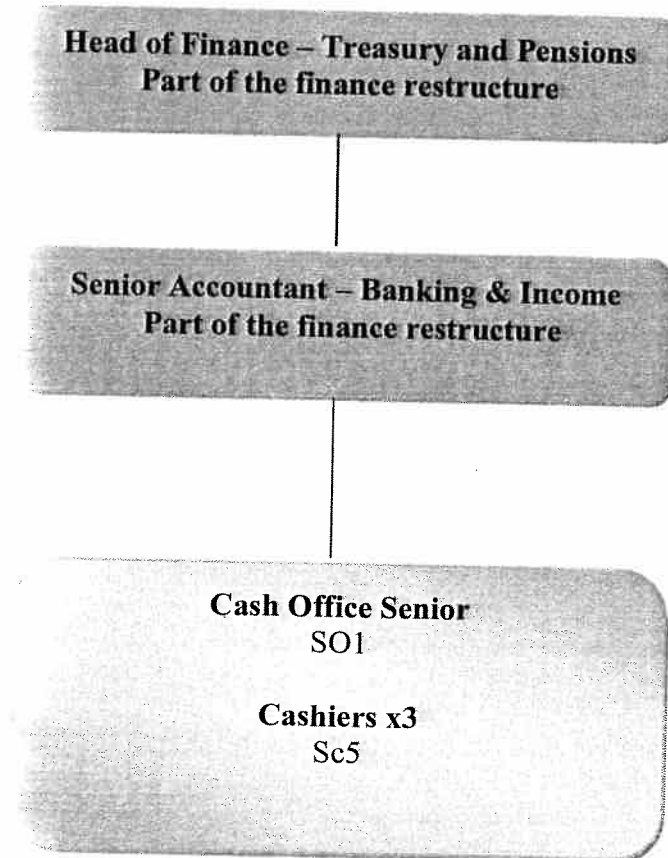 Head of Finance – Treasury and Pensions
Part of the finance restructure
Senior Accountant – Banking & Income
Part of the finance restructure
Cash Office Senior
SO1
Cashiers x3
Sc5